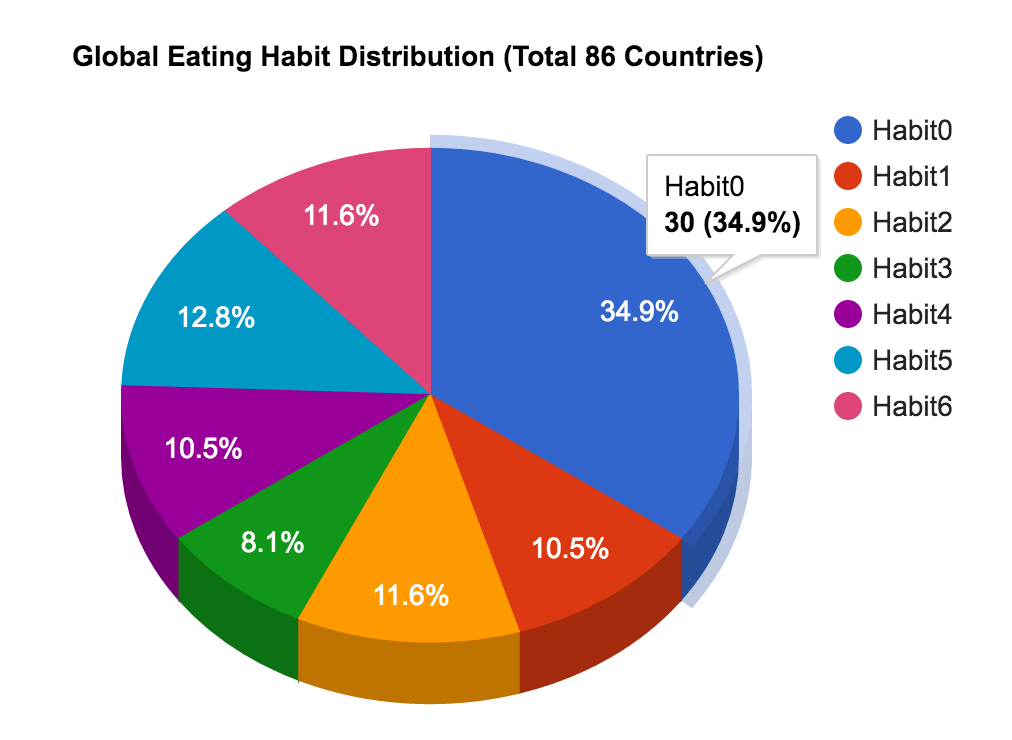 Global Eating Habit Distribution (Total 86 Countries)
Habit0
Habit1
Habit2
Habit3
Habit4
Habit5
Habit6
Habit0
30 (34.9%)
11.6%
34.9%
12.8%
10.5%
8.1%
10.5%
11.6%